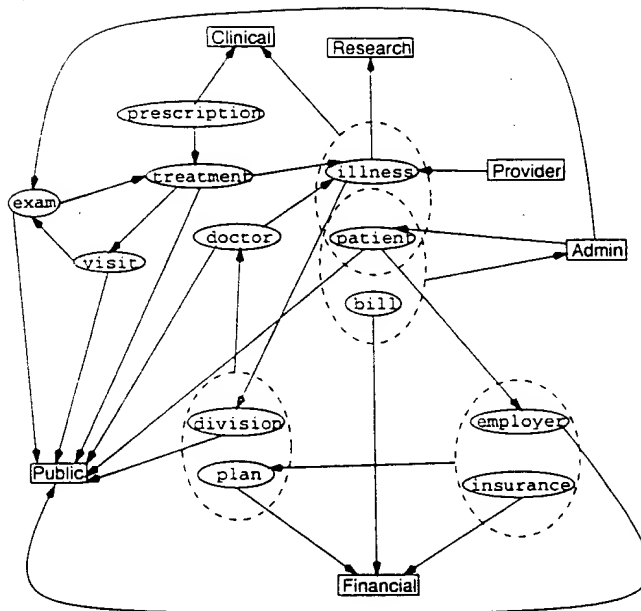 Clinical
Research
prescription
treatment
illness
Provider
exam
doctor
patient
Admin
visit
bill
division
employer
Public
plan
insurance
Financial